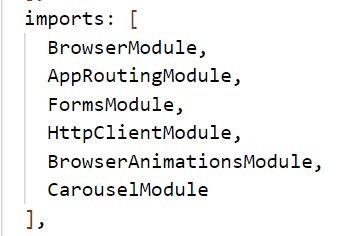 imports: [
BrowserModule,
AppRoutingModule,
FormsModule,
HttpClientModule,
BrowserAnimationsModule,
CarouselModule
],